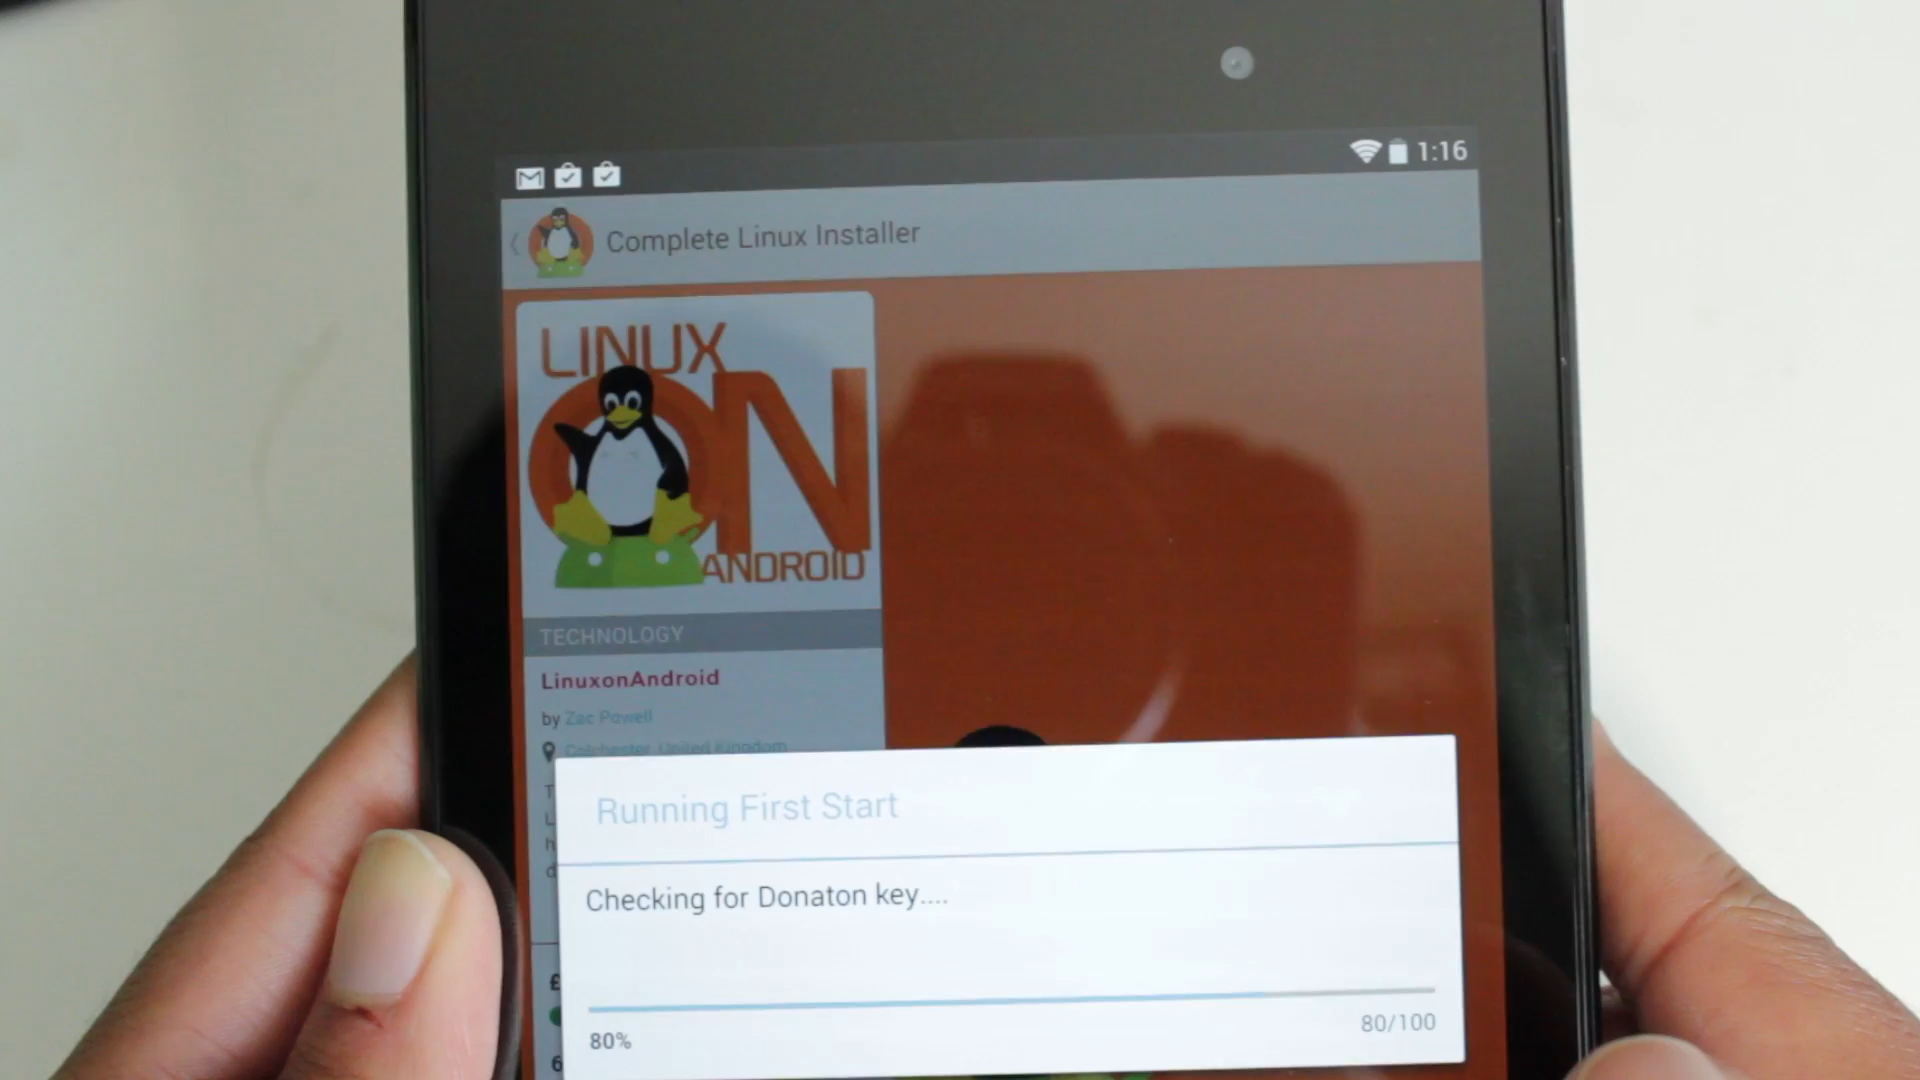 1:16
Complete Linux Installer
LINUX
ON
ANDROID
TECHNOLOGY
LinuxonAndroid
by Zac Powell
Colchester, United Kingdom
Running First Start
Checking for Donaton key....
80%
80/100